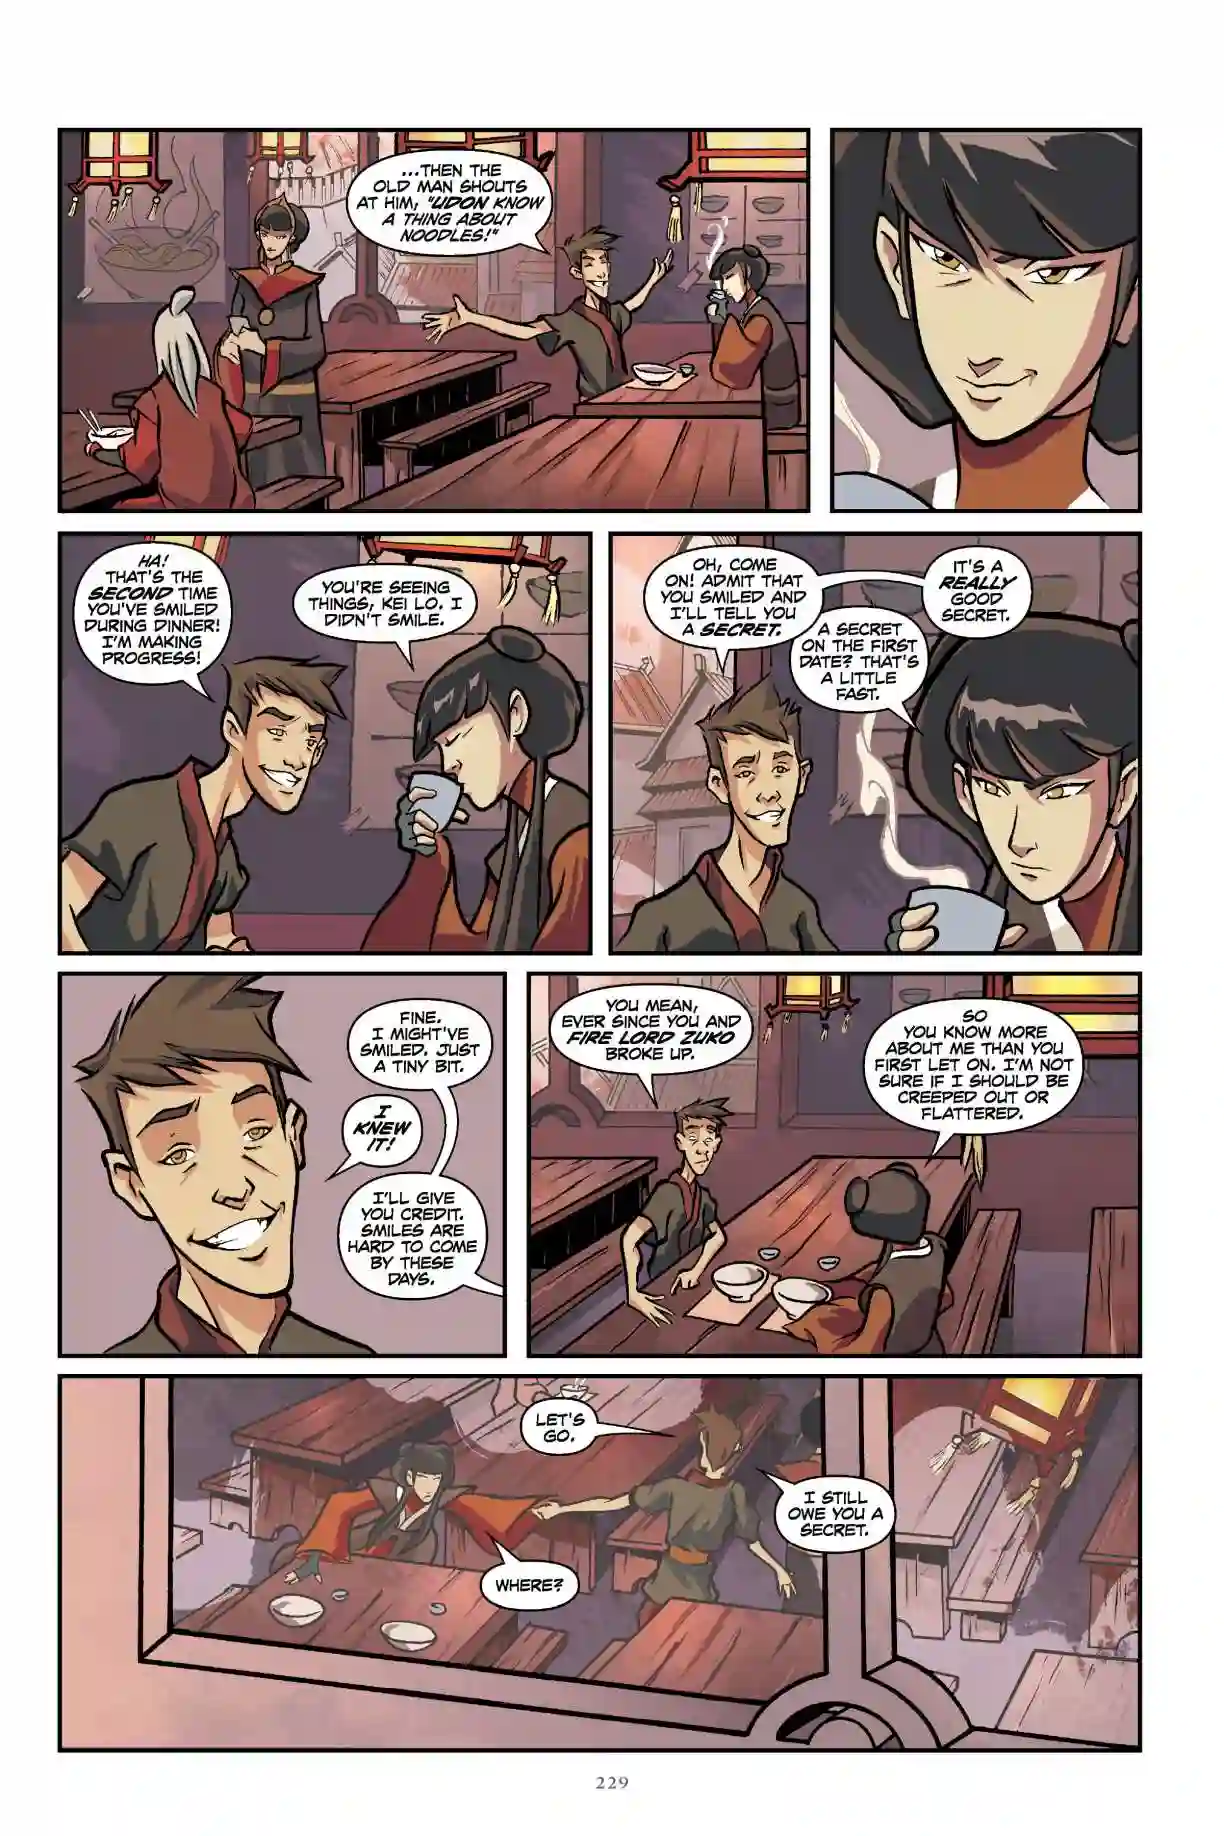 ...THEN THE
OLD MAN SHOUTS
AT HIM, "UDON KNOW
A THING ABOUT
NOODLES!"
HA!
THAT'S THE
SECOND TIME
YOU'VE SMILED
DURING DINNER!
I'M MAKING
PROGRESS!
YOU'RE SEEING
THINGS, KEI LO. I
DIDN'T SMILE.
OH, COME
ON! ADMIT THAT
YOU SMILED AND
I'LL TELL YOU
A SECRET.
A SECRET
ON THE FIRST
DATE? THAT'S
A LITTLE
FAST.
IT'S A
REALLY
GOOD
SECRET.
FINE.
I MIGHT'VE
SMILED. JUST
A TINY BIT.
I
KNEW
IT!
I'LL GIVE
YOU CREDIT.
SMILES ARE
HARD TO COME
BY THESE
DAYS.
YOU MEAN,
EVER SINCE YOU AND
FIRE LORD ZUKO
BROKE UP.
SO
YOU KNOW MORE
ABOUT ME THAN YOU
FIRST LET ON. I'M NOT
SURE IF I SHOULD BE
CREEPED OUT OR
FLATTERED.
LET'S
GO.
WHERE?
I STILL
OWE YOU A
SECRET.
229